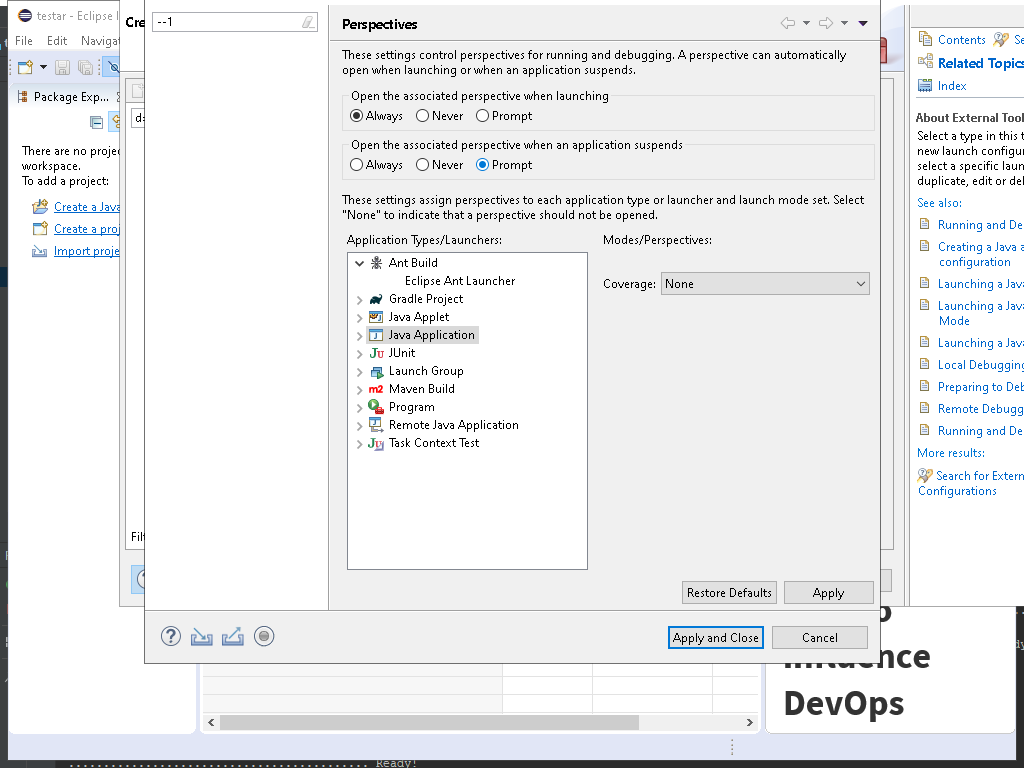 testar - Eclipse I
File Edit Navigat
Package Exp...
There are no proje
workspace.
To add a project:
Create a Java
Create a proj
Import proje
Cre
--1
Perspectives
These settings control perspectives for running and debugging. A perspective can automatically
open when launching or when an application suspends.
Open the associated perspective when launching
Always Never Prompt
Open the associated perspective when an application suspends
Always Never Prompt
These settings assign perspectives to each application type or launcher and launch mode set. Select
"None" to indicate that a perspective should not be opened.
Application Types/Launchers:
Modes/Perspectives:
Ant Build
Eclipse Ant Launcher
Gradle Project
Java Applet
Java Application
JUnit
Launch Group
Maven Build
Program
Remote Java Application
Task Context Test
Coverage: None
Filt
Restore Defaults Apply
Apply and Close Cancel
Contents Se
Related Topics
Index
About External Tool
Select a type in this t
new launch configur
select a specific laun
duplicate, edit or del
See also:
Running and De
Creating a Java a
configuration
Launching a Java
Launching a Java
Mode
Launching a Java
Local Debugging
Preparing to Deb
Remote Debugg
Running and De
More results:
Search for Extern
Configurations
DevOps
Ready!